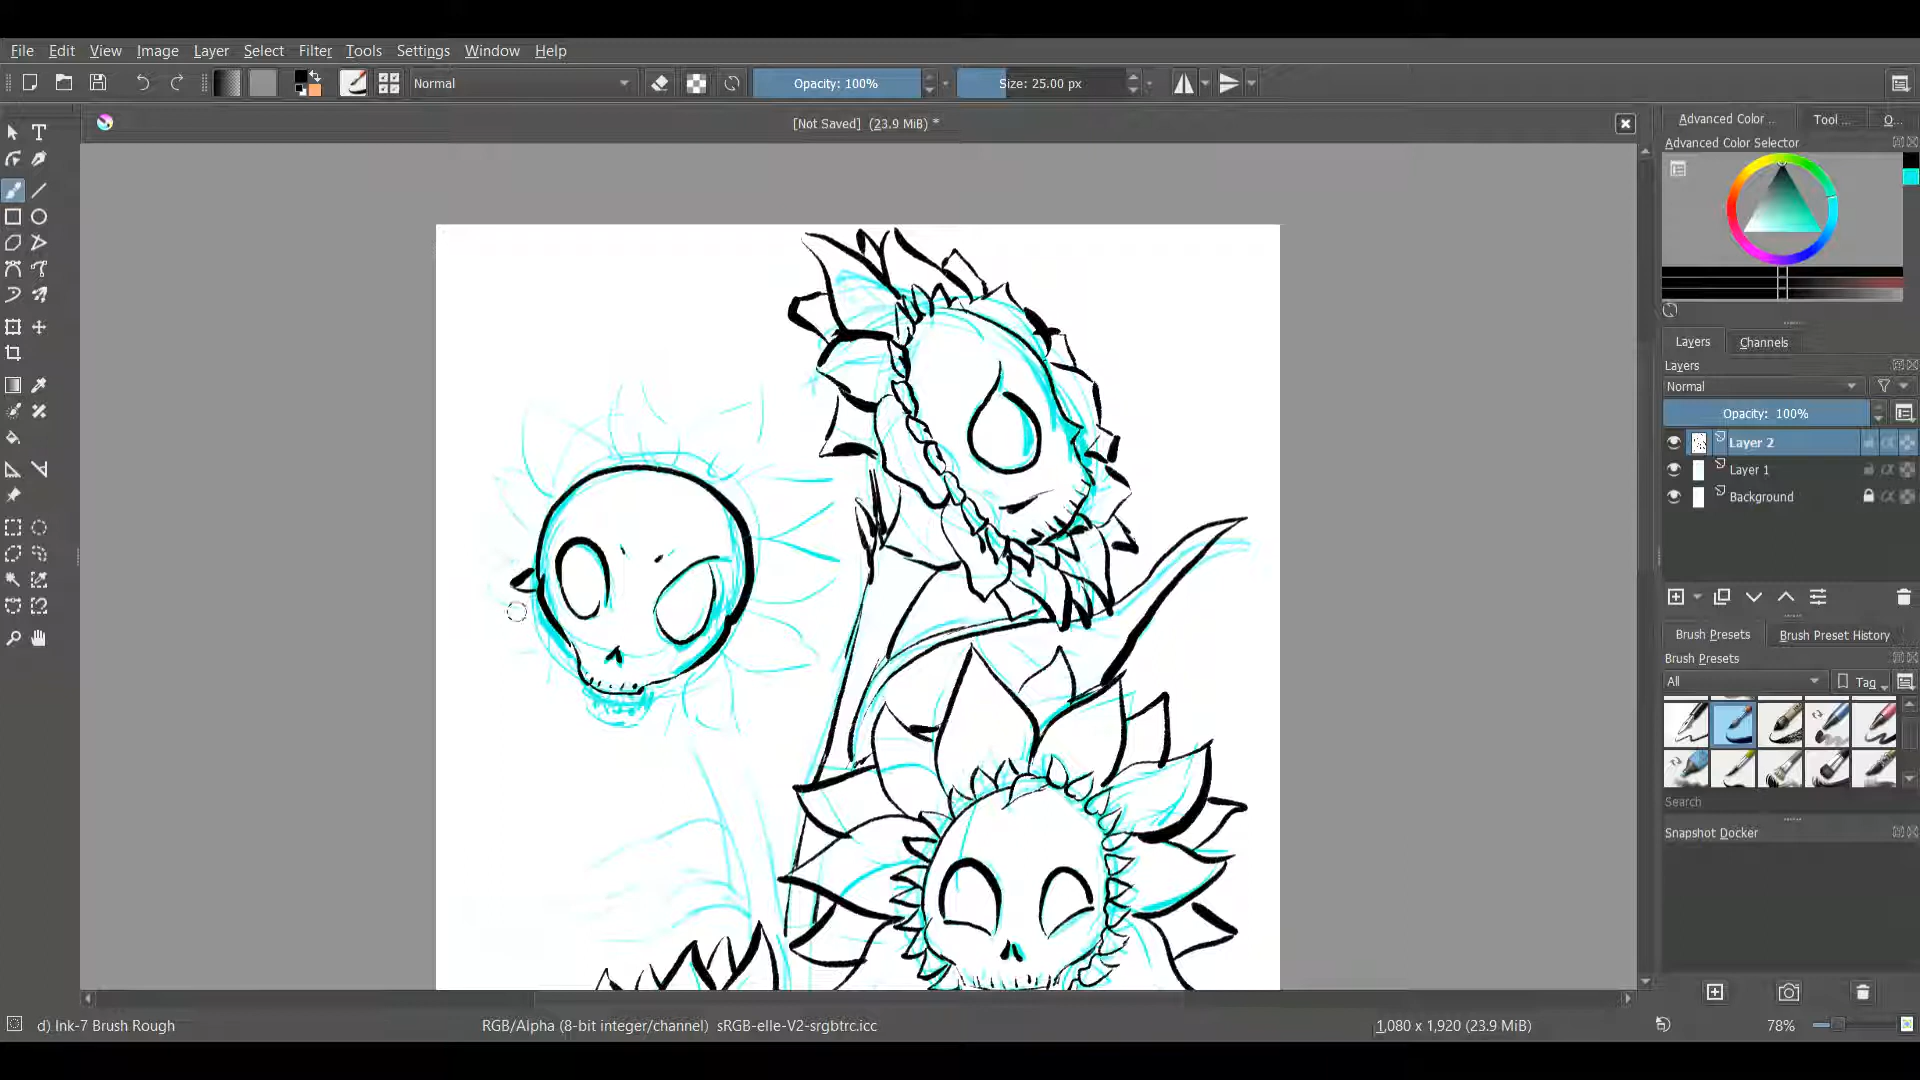 File Edit View Image Layer Select Filter Tools Settings Window Help
Normal Opacity: 100% Size: 25.00 px
[Not Saved] (23.9 MiB) *
Advanced Color .. Tool ... O...
Advanced Color Selector
Layers Channels
Layers
Normal
Opacity: 100%
Layer 2
Layer 1
Background
Brush Presets Brush Preset History
Brush Presets
All Tag
Search
Snapshot Docker
d) Ink-7 Brush Rough RGB/Alpha (8-bit integer/channel) sRGB-elle-V2-srgbtrc.icc 1,080 x 1,920 (23.9 MiB) 78%